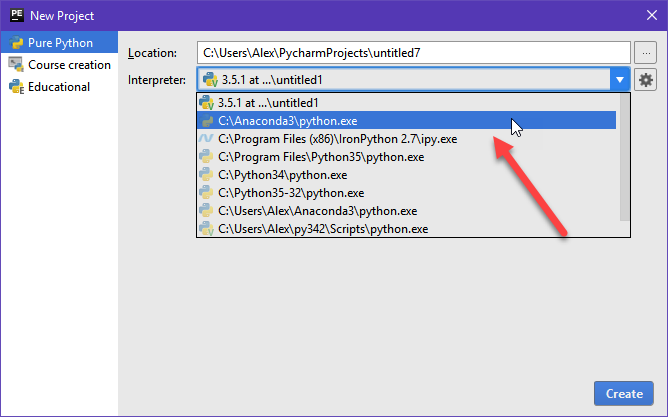 PE New Project
Pure Python
Course creation
Educational
Location: C:\Users\Alex\PycharmProjects\untitled7 ...
Interpreter: 3.5.1 at ...\untitled1
3.5.1 at ...\untitled1
C:\Anaconda3\python.exe
C:\Program Files (x86)\IronPython 2.7\ipy.exe
C:\Program Files\Python35\python.exe
C:\Python34\python.exe
C:\Python35-32\python.exe
C:\Users\Alex\Anaconda3\python.exe
C:\Users\Alex\py342\Scripts\python.exe
Create